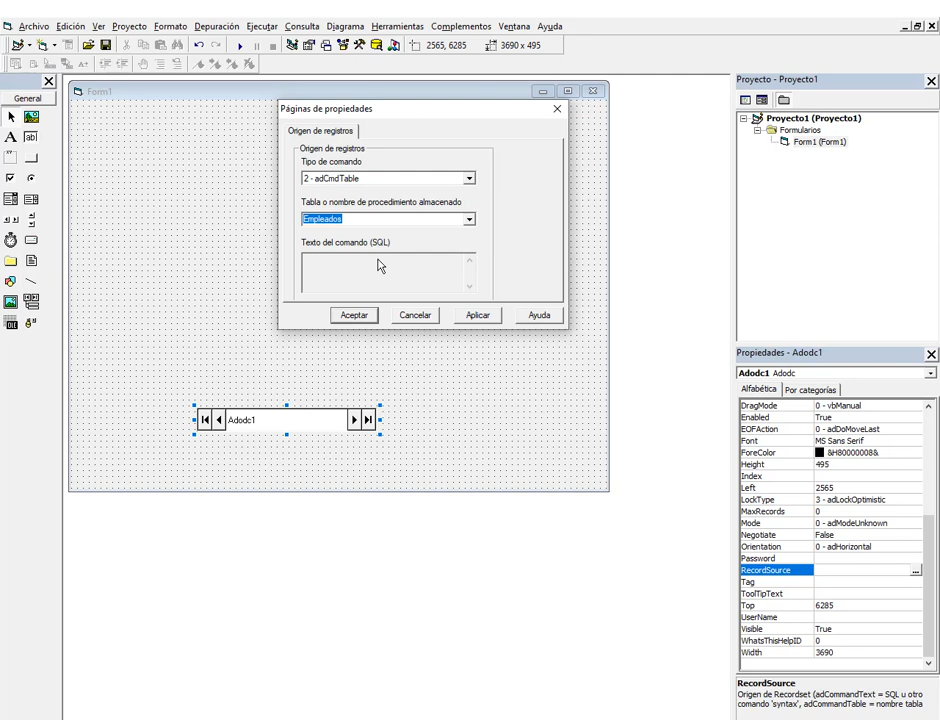 Archivo Edición Ver Proyecto Formato Depuración Ejecutar Consulta Diagrama Herramientas Complementos Ventana Ayuda
2565, 6285 3690 x 495
General
A
ab|
OLE
Form1
Páginas de propiedades
Origen de registros
Origen de registros
Tipo de comando
2 - adCmdTable
Tabla o nombre de procedimiento almacenado
Empleados
Texto del comando (SQL)
Aceptar Cancelar Aplicar Ayuda
Adodc1
Proyecto - Proyecto1
Proyecto1 (Proyecto1)
Formularios
Form1 (Form1)
Propiedades - Adodc1
Adodc1 Adodc
Alfabética Por categorías
DragMode 0 - vbManual
Enabled True
EOFAction 0 - adDoMoveLast
Font MS Sans Serif
ForeColor &H80000008&
Height 495
Index
Left 2565
LockType 3 - adLockOptimistic
MaxRecords 0
Mode 0 - adModeUnknown
Negotiate False
Orientation 0 - adHorizontal
Password
RecordSource ...
Tag
ToolTipText
Top 6285
UserName
Visible True
WhatsThisHelpID 0
Width 3690
RecordSource
Origen de Recordset (adCommandText = SQL u otro
comando 'syntax', adCommandTable = nombre tabla